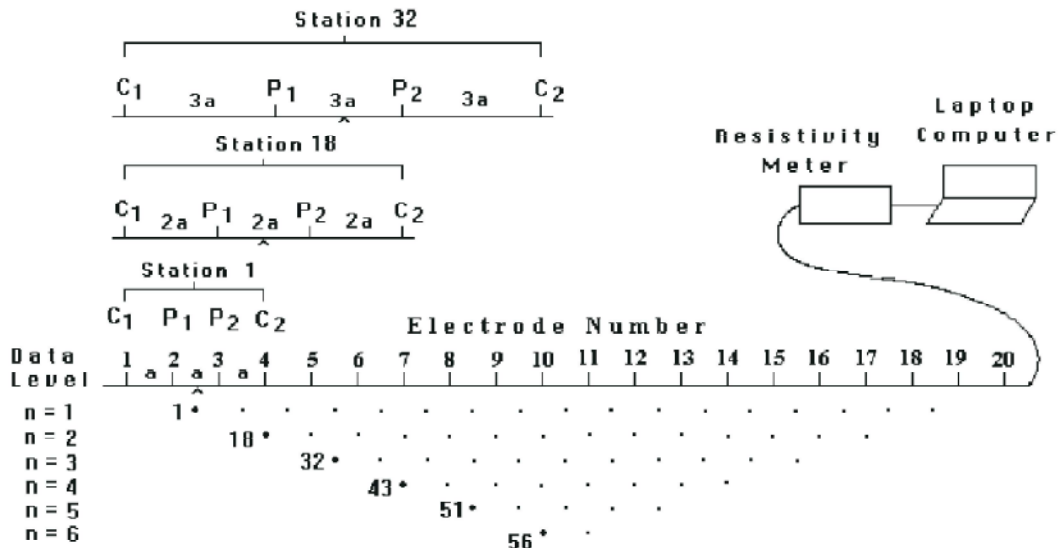 Station 32
C1 3a P1 3a P2 3a C2
Station 18
C1 2a P1 2a P2 2a C2
Station 1
C1 P1 P2 C2
Laptop
Computer
Resistivity
Meter
Electrode Number
Data
Level
1 2 3 4 5 6 7 8 9 10 11 12 13 14 15 16 17 18 19 20
a a a
n = 1 1
n = 2 18
n = 3 32
n = 4 43
n = 5 51
n = 6 56